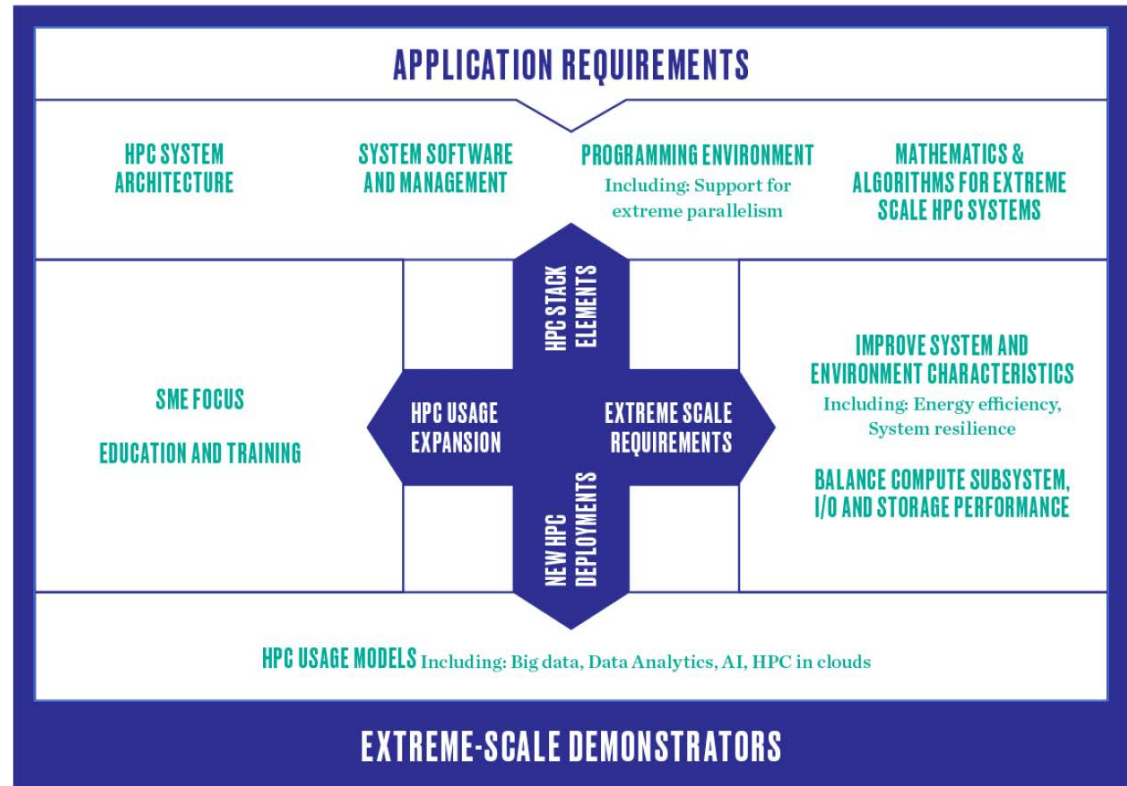 APPLICATION REQUIREMENTS
HPC SYSTEM
ARCHITECTURE
SYSTEM SOFTWARE
AND MANAGEMENT
PROGRAMMING ENVIRONMENT
Including: Support for
extreme parallelism
MATHEMATICS &
ALGORITHMS FOR EXTREME
SCALE HPC SYSTEMS
HPC STACK
ELEMENTS
SME FOCUS
EDUCATION AND TRAINING
HPC USAGE
EXPANSION
EXTREME SCALE
REQUIREMENTS
IMPROVE SYSTEM AND
ENVIRONMENT CHARACTERISTICS
Including: Energy efficiency,
System resilience
BALANCE COMPUTE SUBSYSTEM,
I/O AND STORAGE PERFORMANCE
NEW HPC
DEPLOYMENTS
HPC USAGE MODELS Including: Big data, Data Analytics, AI, HPC in clouds
EXTREME-SCALE DEMONSTRATORS